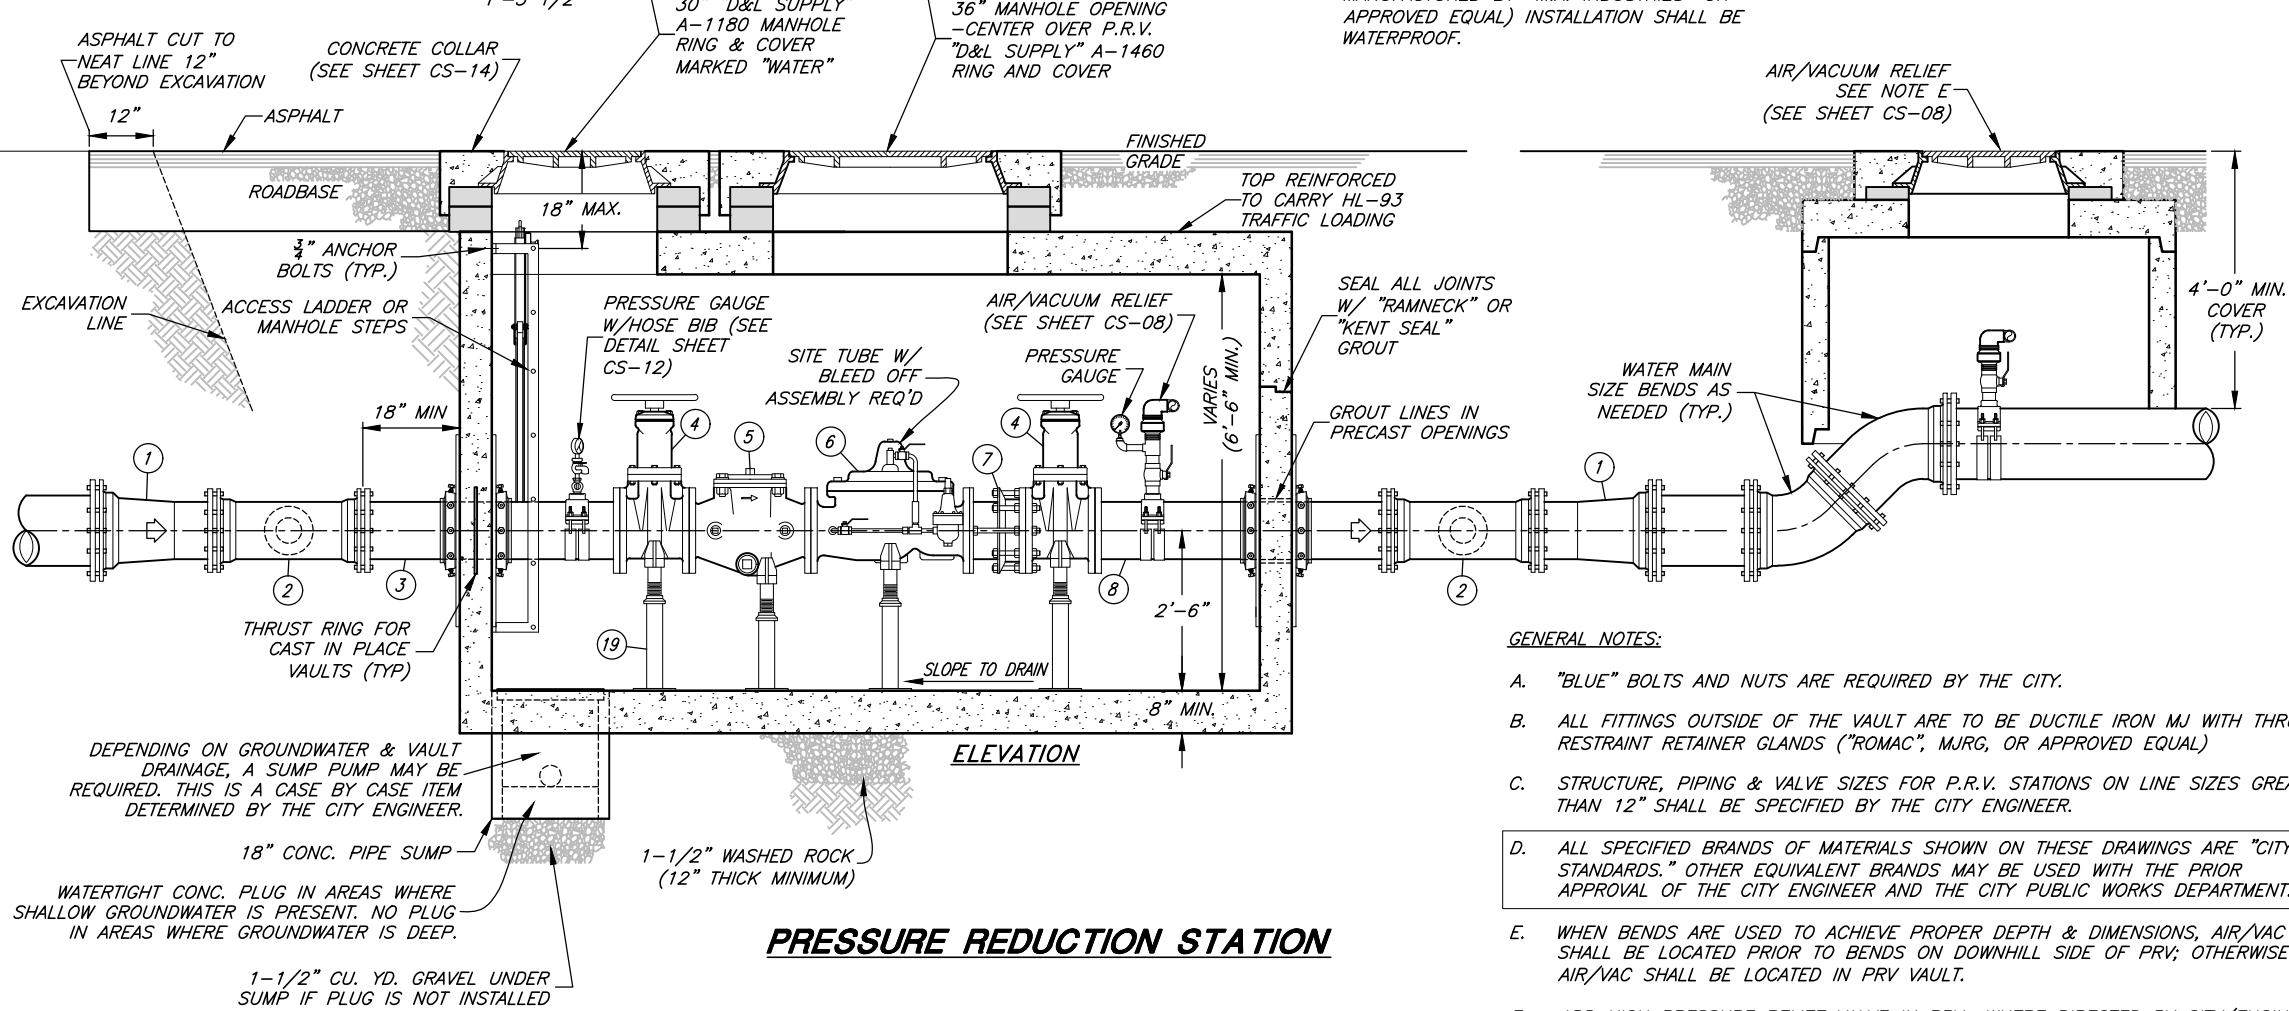 30" "D&L SUPPLY"
A-1180 MANHOLE
RING & COVER
MARKED "WATER"
36" MANHOLE OPENING
-CENTER OVER P.R.V.
"D&L SUPPLY" A-1460
RING AND COVER
APPROVED EQUAL) INSTALLATION SHALL BE
WATERPROOF.
ASPHALT CUT TO
NEAT LINE 12"
BEYOND EXCAVATION
12"
CONCRETE COLLAR
(SEE SHEET CS-14)
ASPHALT
FINISHED
GRADE
AIR/VACUUM RELIEF
SEE NOTE E
(SEE SHEET CS-08)
ROADBASE
18" MAX.
TOP REINFORCED
TO CARRY HL-93
TRAFFIC LOADING
3/4" ANCHOR
BOLTS (TYP.)
EXCAVATION
LINE
ACCESS LADDER OR
MANHOLE STEPS
PRESSURE GAUGE
W/HOSE BIB (SEE
DETAIL SHEET
CS-12)
SITE TUBE W/
BLEED OFF
ASSEMBLY REQ'D
AIR/VACUUM RELIEF
(SEE SHEET CS-08)
PRESSURE
GAUGE
VARIES
(6'-6" MIN.)
SEAL ALL JOINTS
W/ "RAMNECK" OR
"KENT SEAL"
GROUT
GROUT LINES IN
PRECAST OPENINGS
WATER MAIN
SIZE BENDS AS
NEEDED (TYP.)
4'-0" MIN.
COVER
(TYP.)
18" MIN
1
2
3
4
5
6
7
4
8
19
1
2
2'-6"
THRUST RING FOR
CAST IN PLACE
VAULTS (TYP)
SLOPE TO DRAIN
8" MIN.
DEPENDING ON GROUNDWATER & VAULT
DRAINAGE, A SUMP PUMP MAY BE
REQUIRED. THIS IS A CASE BY CASE ITEM
DETERMINED BY THE CITY ENGINEER.
18" CONC. PIPE SUMP
WATERTIGHT CONC. PLUG IN AREAS WHERE
SHALLOW GROUNDWATER IS PRESENT. NO PLUG
IN AREAS WHERE GROUNDWATER IS DEEP.
1-1/2" CU. YD. GRAVEL UNDER
SUMP IF PLUG IS NOT INSTALLED
1-1/2" WASHED ROCK
(12" THICK MINIMUM)
ELEVATION
PRESSURE REDUCTION STATION
GENERAL NOTES:
A. "BLUE" BOLTS AND NUTS ARE REQUIRED BY THE CITY.
B. ALL FITTINGS OUTSIDE OF THE VAULT ARE TO BE DUCTILE IRON MJ WITH THR
RESTRAINT RETAINER GLANDS ("ROMAC", MJRG, OR APPROVED EQUAL)
C. STRUCTURE, PIPING & VALVE SIZES FOR P.R.V. STATIONS ON LINE SIZES GREA
THAN 12" SHALL BE SPECIFIED BY THE CITY ENGINEER.
D. ALL SPECIFIED BRANDS OF MATERIALS SHOWN ON THESE DRAWINGS ARE "CITY
STANDARDS." OTHER EQUIVALENT BRANDS MAY BE USED WITH THE PRIOR
APPROVAL OF THE CITY ENGINEER AND THE CITY PUBLIC WORKS DEPARTMENT.
E. WHEN BENDS ARE USED TO ACHIEVE PROPER DEPTH & DIMENSIONS, AIR/VAC
SHALL BE LOCATED PRIOR TO BENDS ON DOWNHILL SIDE OF PRV; OTHERWISE
AIR/VAC SHALL BE LOCATED IN PRV VAULT.